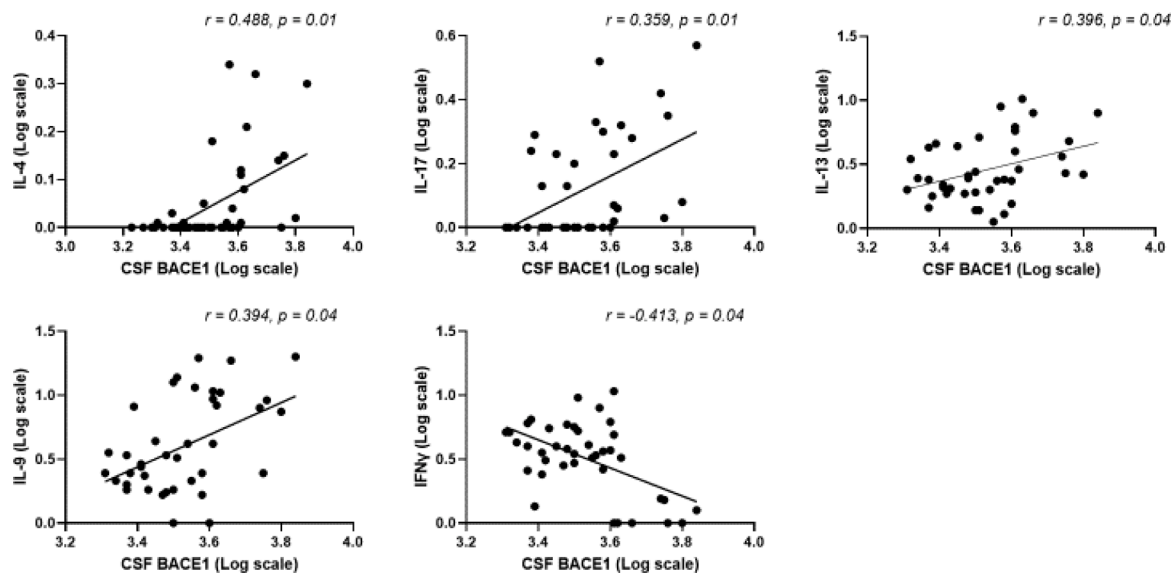 r = 0.488, p = 0.01
0.4
0.3
0.2
0.1
0.0
IL-4 (Log scale)
3.0 3.2 3.4 3.6 3.8 4.0
CSF BACE1 (Log scale)
r = 0.359, p = 0.01
0.6
0.4
0.2
0.0
IL-17 (Log scale)
3.2 3.4 3.6 3.8 4.0
CSF BACE1 (Log scale)
r = 0.396, p = 0.04
1.5
1.0
0.5
0.0
IL-13 (Log scale)
3.2 3.4 3.6 3.8 4.0
CSF BACE1 (Log scale)
r = 0.394, p = 0.04
1.5
1.0
0.5
0.0
IL-9 (Log scale)
3.2 3.4 3.6 3.8 4.0
CSF BACE1 (Log scale)
r = -0.413, p = 0.04
1.5
1.0
0.5
0.0
IFNγ (Log scale)
3.2 3.4 3.6 3.8 4.0
CSF BACE1 (Log scale)